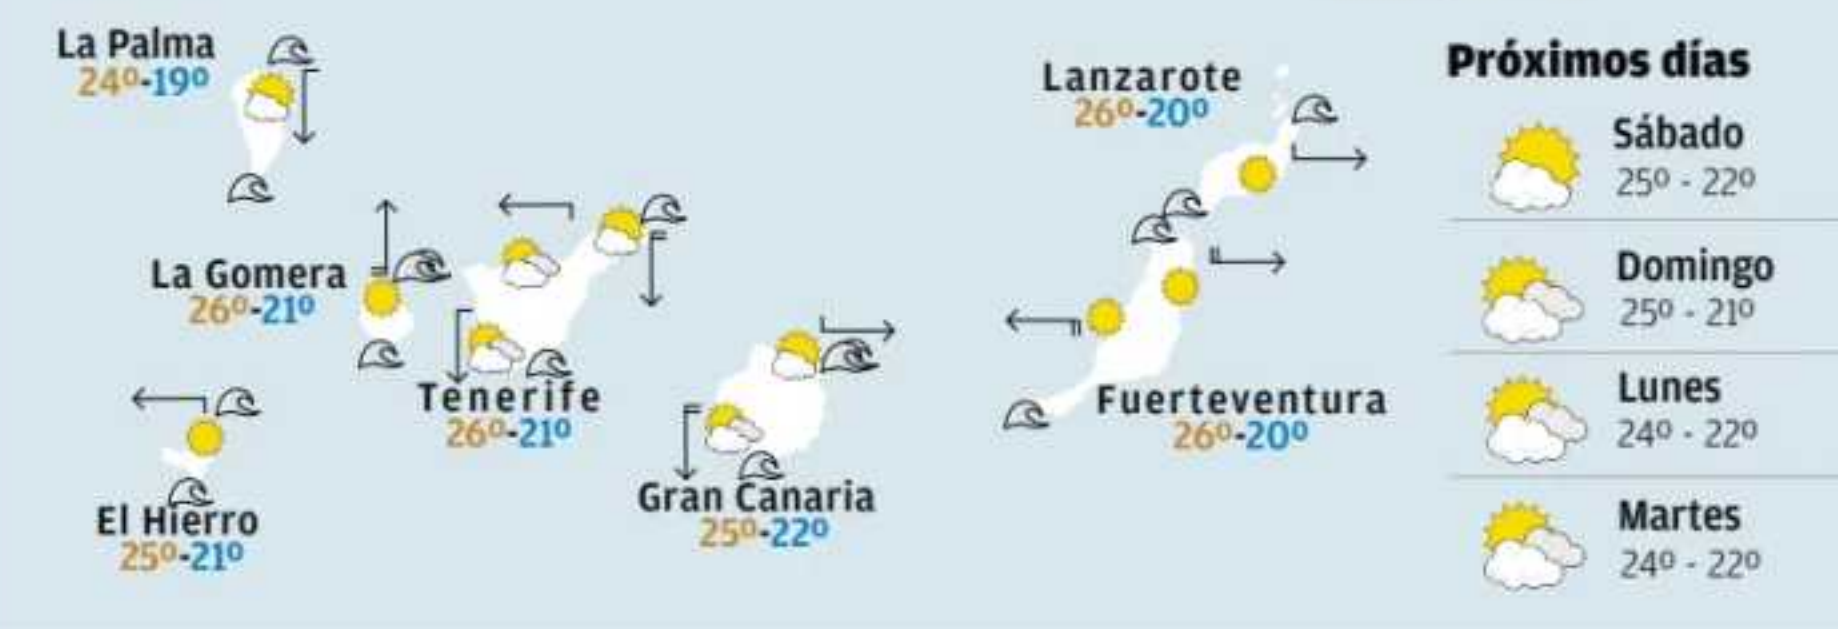 La Palma
24º-19º
Lanzarote
26º-20º
La Gomera
26º-21º
Tenerife
26º-21º
Fuerteventura
26º-20º
Gran Canaria
25º-22º
El Hierro
25º-21º
Próximos días
Sábado
25º - 22º
Domingo
25º - 21º
Lunes
24º - 22º
Martes
24º - 22º